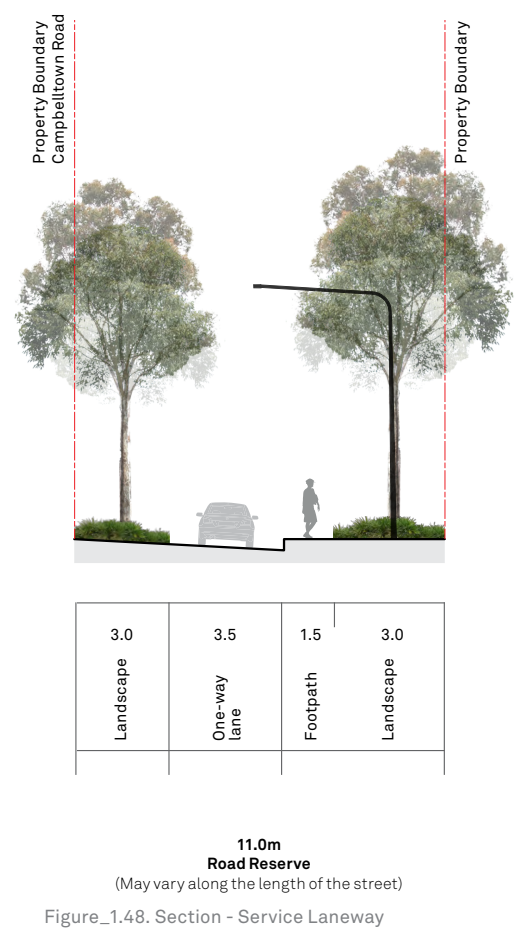 Property Boundary
Campbelltown Road
Property Boundary
3.0
3.5
1.5
3.0
Landscape
One-way
lane
Footpath
Landscape
11.0m
Road Reserve
(May vary along the length of the street)
Figure_1.48. Section - Service Laneway